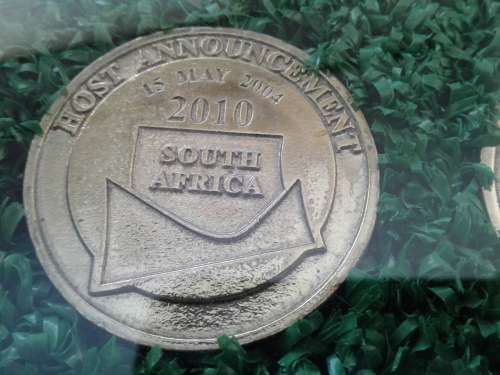 HOST ANNOUNCEMENT
15 MAY 2004
2010
SOUTH
AFRICA